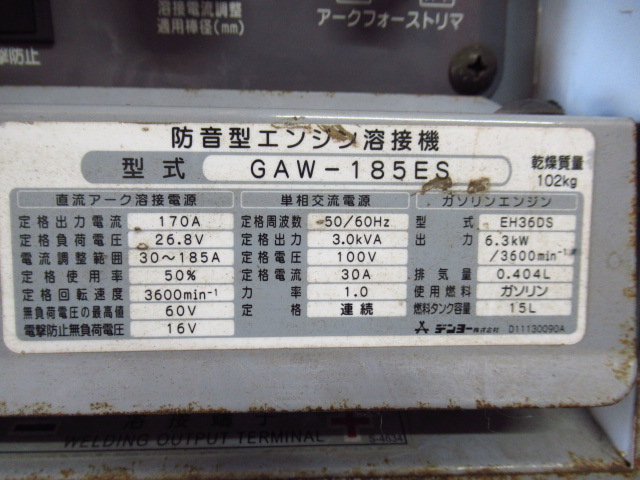 溶接電流調整
適用棒径(mm)
アークフォーストリマ
撃防止
防音型エンジン溶接機
型式 GAW-185ES
乾燥質量
102kg
直流アーク溶接電源
定格出力電流 170A
定格負荷電圧 26.8V
電流調整範囲 30〜185A
定格使用率 50%
定格回転速度 3600min⁻¹
無負荷電圧の最高値 60V
電撃防止無負荷電圧 16V
単相交流電源
定格周波数 50/60Hz
定格出力 3.0kVA
定格電圧 100V
定格電流 30A
力率 1.0
定格 連続
ガソリンエンジン
型式 EH36DS
出力 6.3kW
/3600min⁻¹
排気量 0.404L
使用燃料 ガソリン
燃料タンク容量 15L
デンヨー株式会社 D11130090A
溶接端子
WELDING OUTPUT TERMINAL